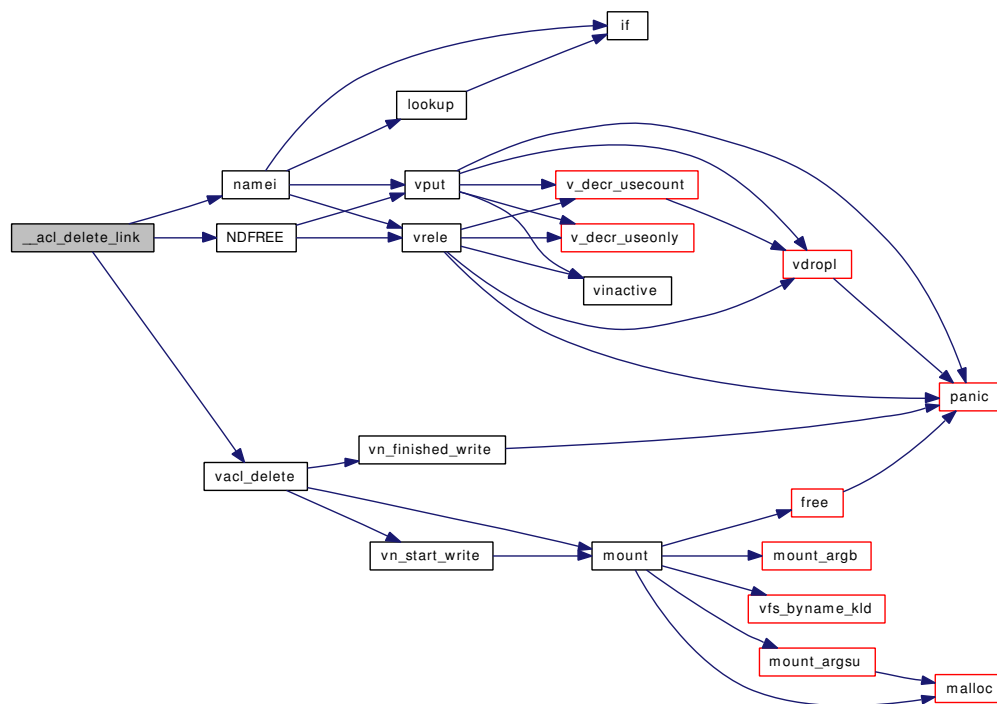 if
lookup
namei
vput
v_decr_usecount
__acl_delete_link
NDFREE
vrele
v_decr_useonly
vdropl
vinactive
panic
vn_finished_write
vacl_delete
free
vn_start_write
mount
mount_argb
vfs_byname_kld
mount_argsu
malloc